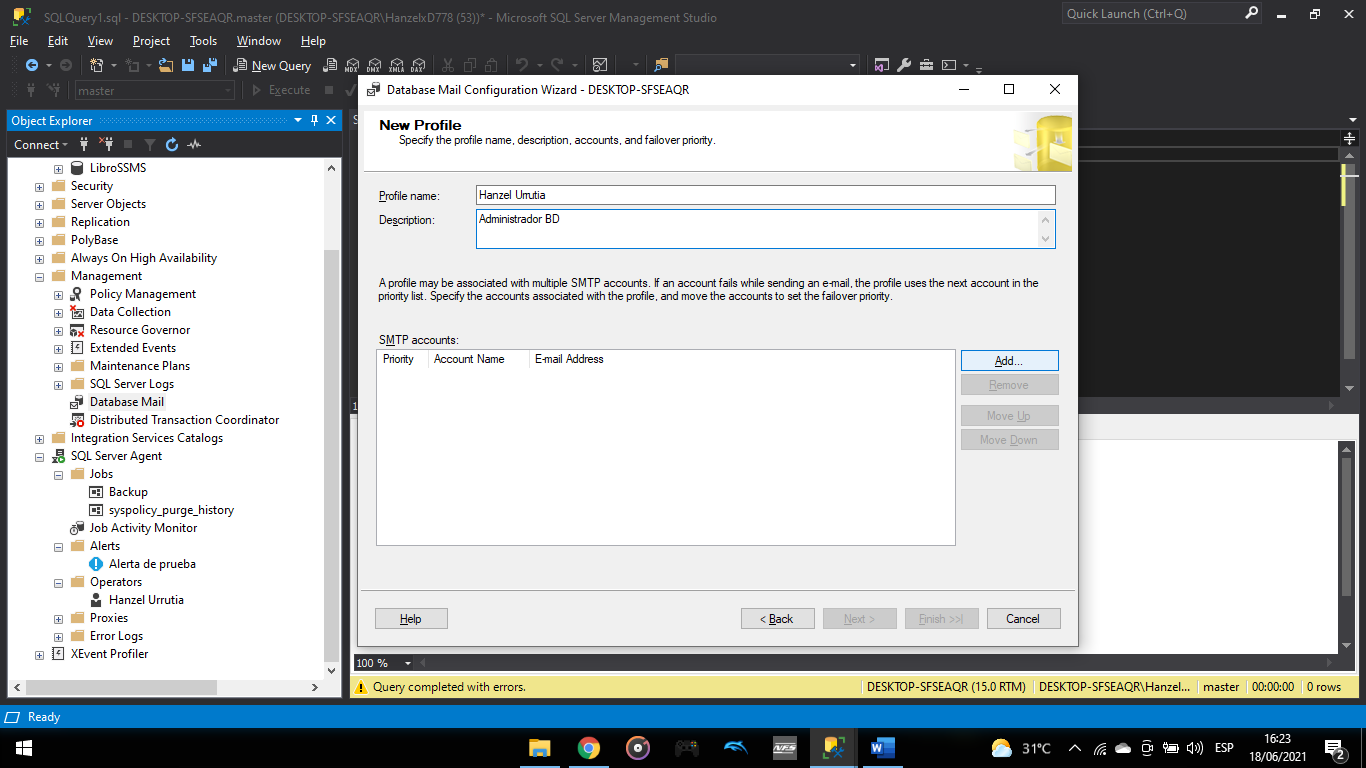 SQLQuery1.sql - DESKTOP-SFSEAQR.master (DESKTOP-SFSEAQR\HanzelxD778 (53))* - Microsoft SQL Server Management Studio
Quick Launch (Ctrl+Q)
File Edit View Project Tools Window Help
New Query MDX DMX XMLA DAX
master Execute
Object Explorer
Connect
LibroSSMS
Security
Server Objects
Replication
PolyBase
Always On High Availability
Management
Policy Management
Data Collection
Resource Governor
Extended Events
Maintenance Plans
SQL Server Logs
Database Mail
Distributed Transaction Coordinator
Integration Services Catalogs
SQL Server Agent
Jobs
Backup
syspolicy_purge_history
Job Activity Monitor
Alerts
Alerta de prueba
Operators
Hanzel Urrutia
Proxies
Error Logs
XEvent Profiler
Database Mail Configuration Wizard - DESKTOP-SFSEAQR
New Profile
Specify the profile name, description, accounts, and failover priority.
Profile name: Hanzel Urrutia
Description: Administrador BD
A profile may be associated with multiple SMTP accounts. If an account fails while sending an e-mail, the profile uses the next account in the
priority list. Specify the accounts associated with the profile, and move the accounts to set the failover priority.
SMTP accounts:
Priority Account Name E-mail Address
Add...
Remove
Move Up
Move Down
Help < Back Next > Finish >>| Cancel
100 %
Query completed with errors. DESKTOP-SFSEAQR (15.0 RTM) DESKTOP-SFSEAQR\Hanzel... master 00:00:00 0 rows
Ready
NFS 31°C ESP 16:23
18/06/2021
2